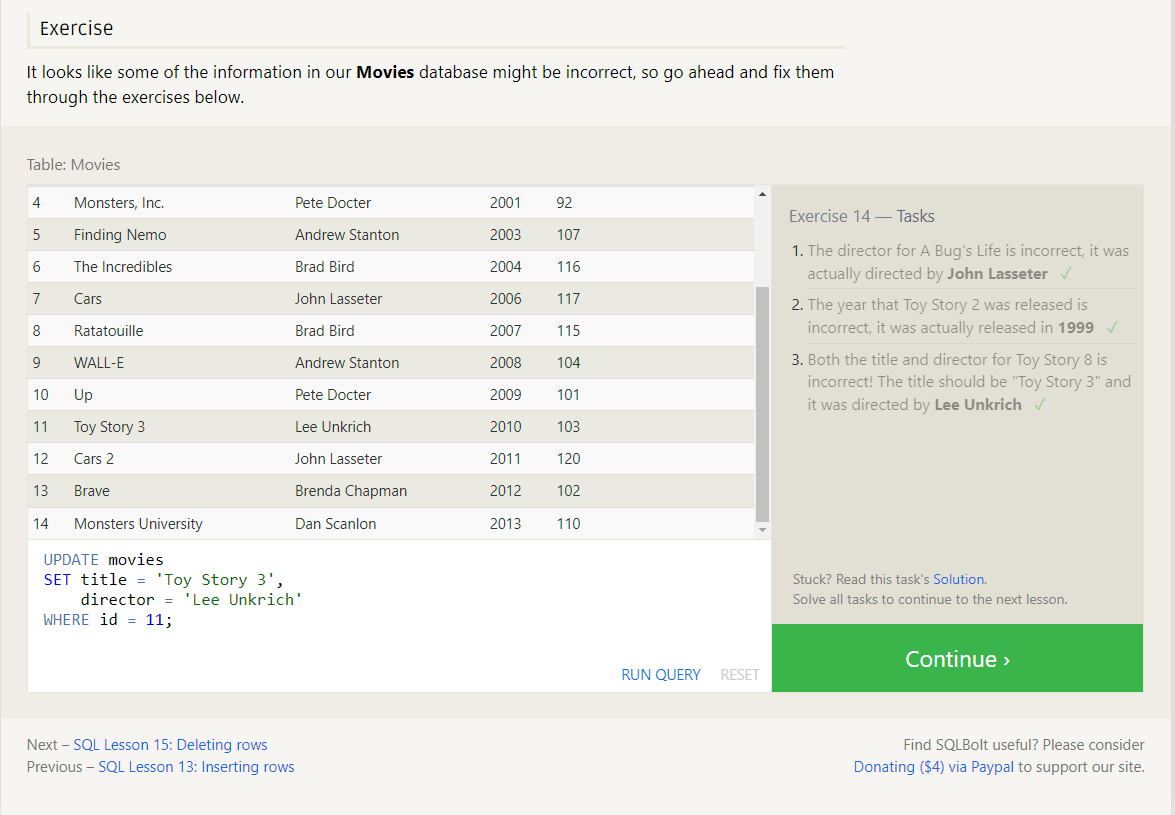 Exercise
It looks like some of the information in our Movies database might be incorrect, so go ahead and fix them
through the exercises below.
Table: Movies
4 Monsters, Inc. Pete Docter 2001 92
5 Finding Nemo Andrew Stanton 2003 107
6 The Incredibles Brad Bird 2004 116
7 Cars John Lasseter 2006 117
8 Ratatouille Brad Bird 2007 115
9 WALL-E Andrew Stanton 2008 104
10 Up Pete Docter 2009 101
11 Toy Story 3 Lee Unkrich 2010 103
12 Cars 2 John Lasseter 2011 120
13 Brave Brenda Chapman 2012 102
14 Monsters University Dan Scanlon 2013 110
UPDATE movies
SET title = 'Toy Story 3',
director = 'Lee Unkrich'
WHERE id = 11;
RUN QUERY RESET
Exercise 14 — Tasks
1. The director for A Bug's Life is incorrect, it was
actually directed by John Lasseter ✓
2. The year that Toy Story 2 was released is
incorrect, it was actually released in 1999 ✓
3. Both the title and director for Toy Story 8 is
incorrect! The title should be "Toy Story 3" and
it was directed by Lee Unkrich ✓
Stuck? Read this task's Solution.
Solve all tasks to continue to the next lesson.
Continue ›
Next – SQL Lesson 15: Deleting rows
Previous – SQL Lesson 13: Inserting rows
Find SQLBolt useful? Please consider
Donating ($4) via Paypal to support our site.